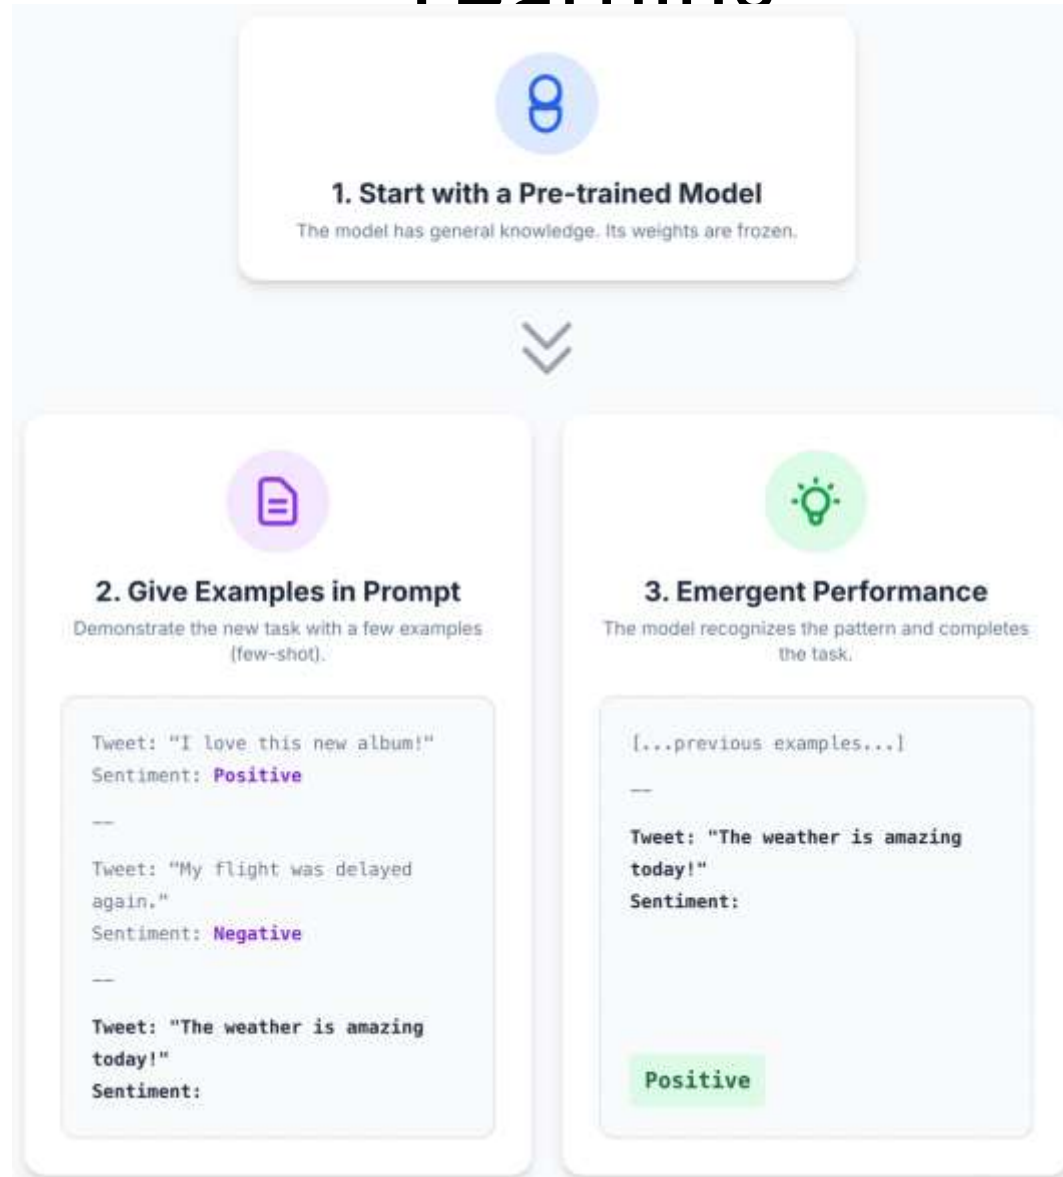 1. Start with a Pre-trained Model
The model has general knowledge. Its weights are frozen.
2. Give Examples in Prompt
Demonstrate the new task with a few examples
(few-shot).
Tweet: "I love this new album!"
Sentiment: Positive
—
Tweet: "My flight was delayed
again."
Sentiment: Negative
—
Tweet: "The weather is amazing
today!"
Sentiment:
3. Emergent Performance
The model recognizes the pattern and completes
the task.
[...previous examples...]
—
Tweet: "The weather is amazing
today!"
Sentiment:
Positive